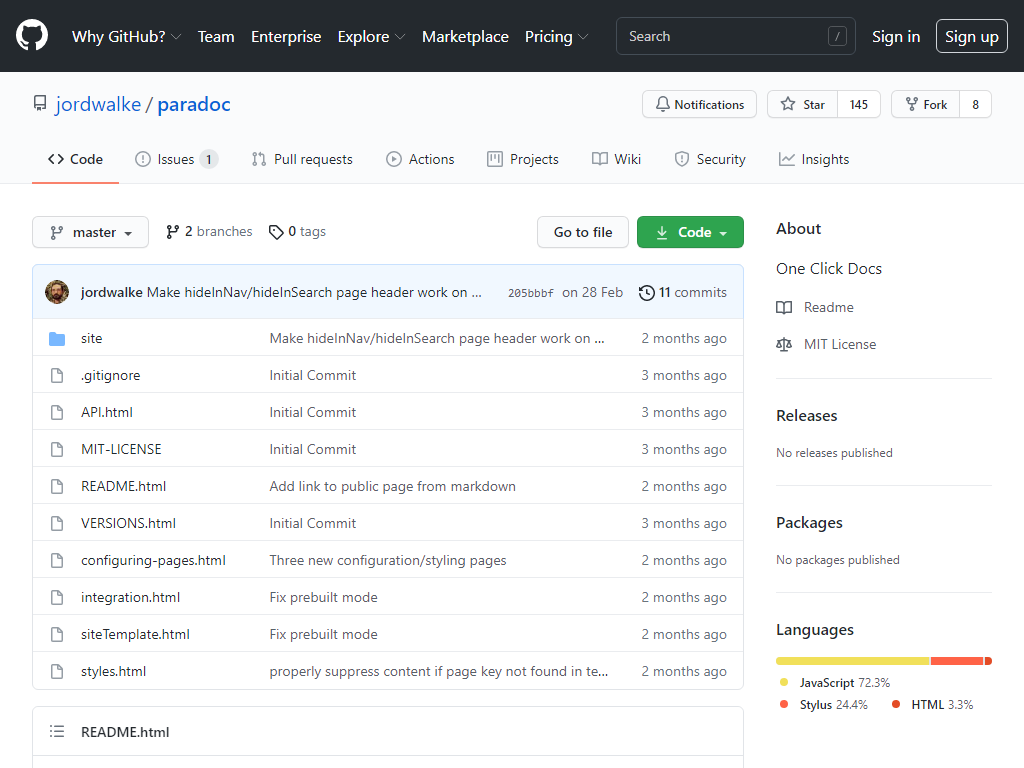 Why GitHub? Team Enterprise Explore Marketplace Pricing Search / Sign in Sign up
jordwalke / paradoc Notifications Star 145 Fork 8
Code Issues 1 Pull requests Actions Projects Wiki Security Insights
master 2 branches 0 tags Go to file Code
jordwalke Make hideInNav/hideInSearch page header work on ... 205bbbf on 28 Feb 11 commits
site Make hideInNav/hideInSearch page header work on ... 2 months ago
.gitignore Initial Commit 3 months ago
API.html Initial Commit 3 months ago
MIT-LICENSE Initial Commit 3 months ago
README.html Add link to public page from markdown 2 months ago
VERSIONS.html Initial Commit 3 months ago
configuring-pages.html Three new configuration/styling pages 2 months ago
integration.html Fix prebuilt mode 2 months ago
siteTemplate.html Fix prebuilt mode 2 months ago
styles.html properly suppress content if page key not found in te... 2 months ago
README.html
About
One Click Docs
Readme
MIT License
Releases
No releases published
Packages
No packages published
Languages
JavaScript 72.3%
Stylus 24.4% HTML 3.3%